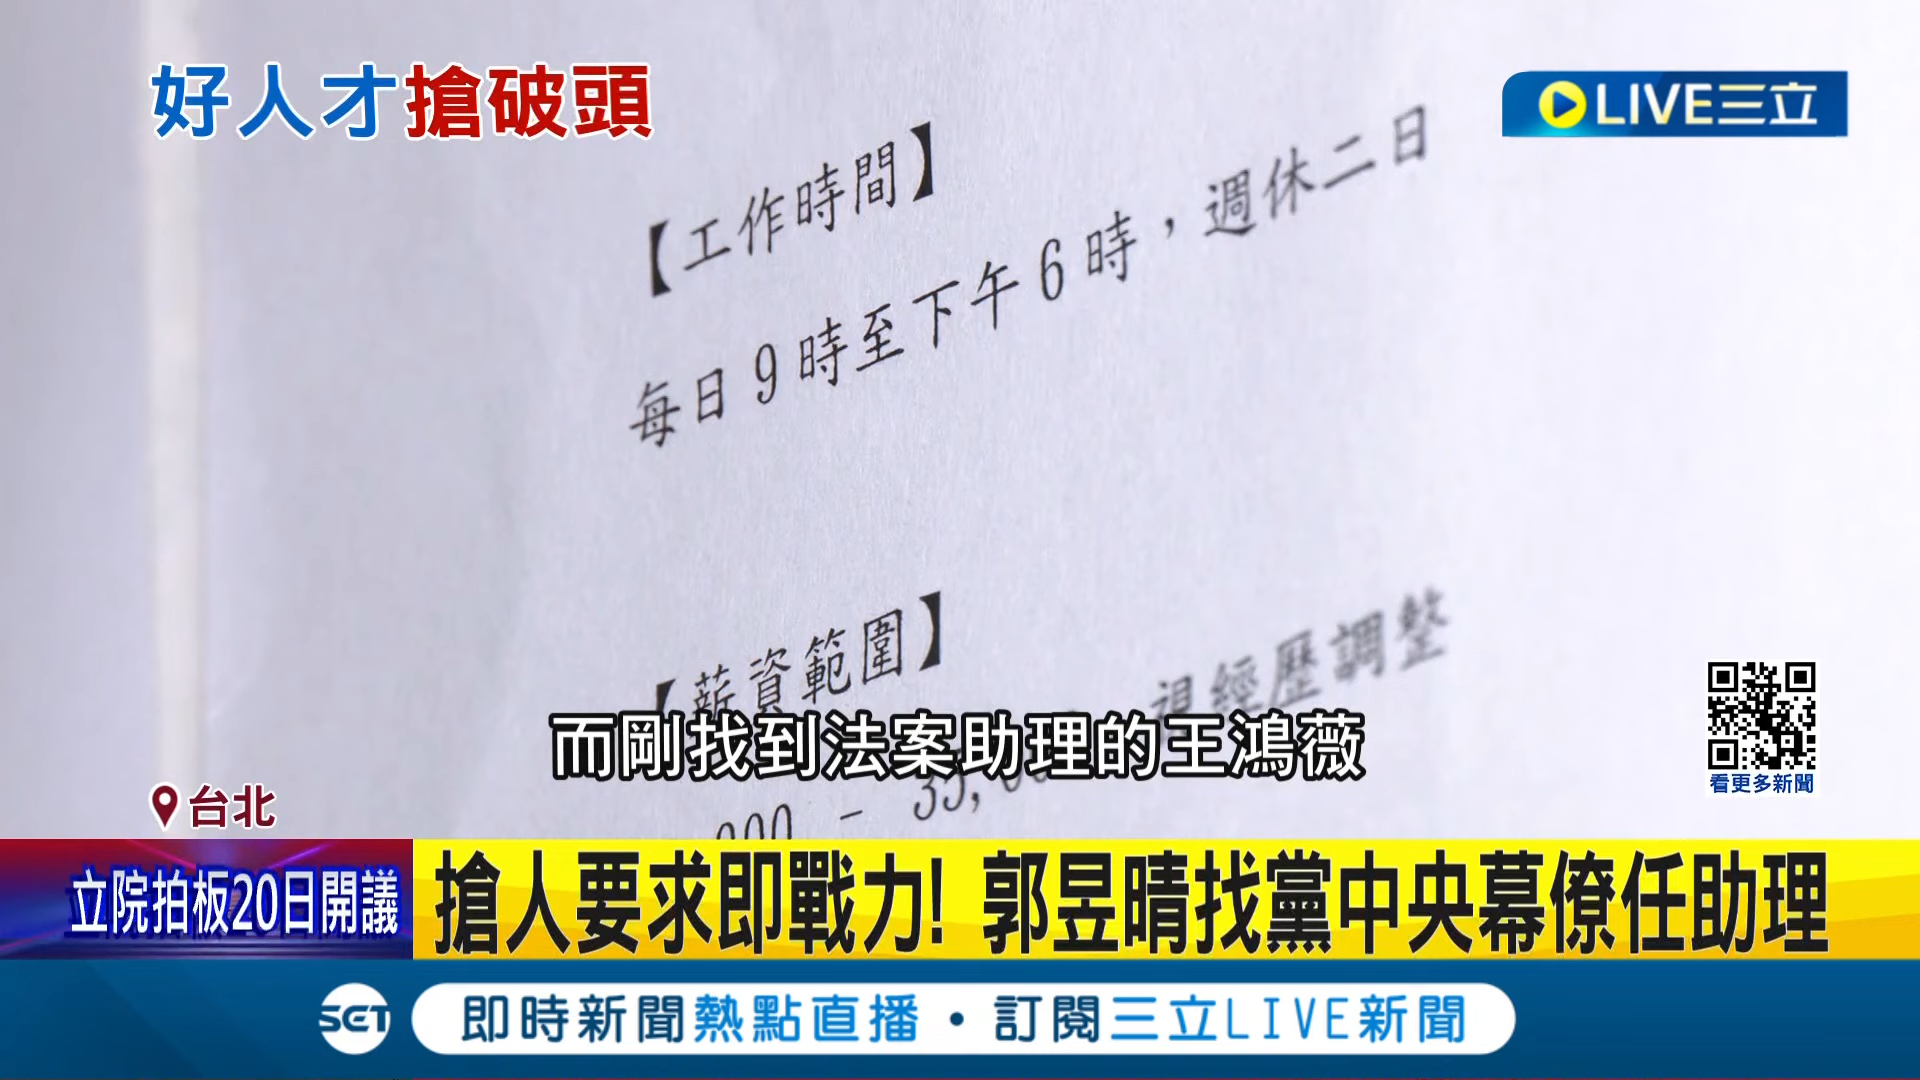 好人才搶破頭
LIVE三立
【工作時間】
每日9時至下午6時，週休二日
【薪資範圍】
視經歷調整
而剛找到法案助理的王鴻薇
看更多新聞
台北
立院拍板20日開議
搶人要求即戰力! 郭昱晴找黨中央幕僚任助理
SET
即時新聞熱點直播・訂閱三立LIVE新聞